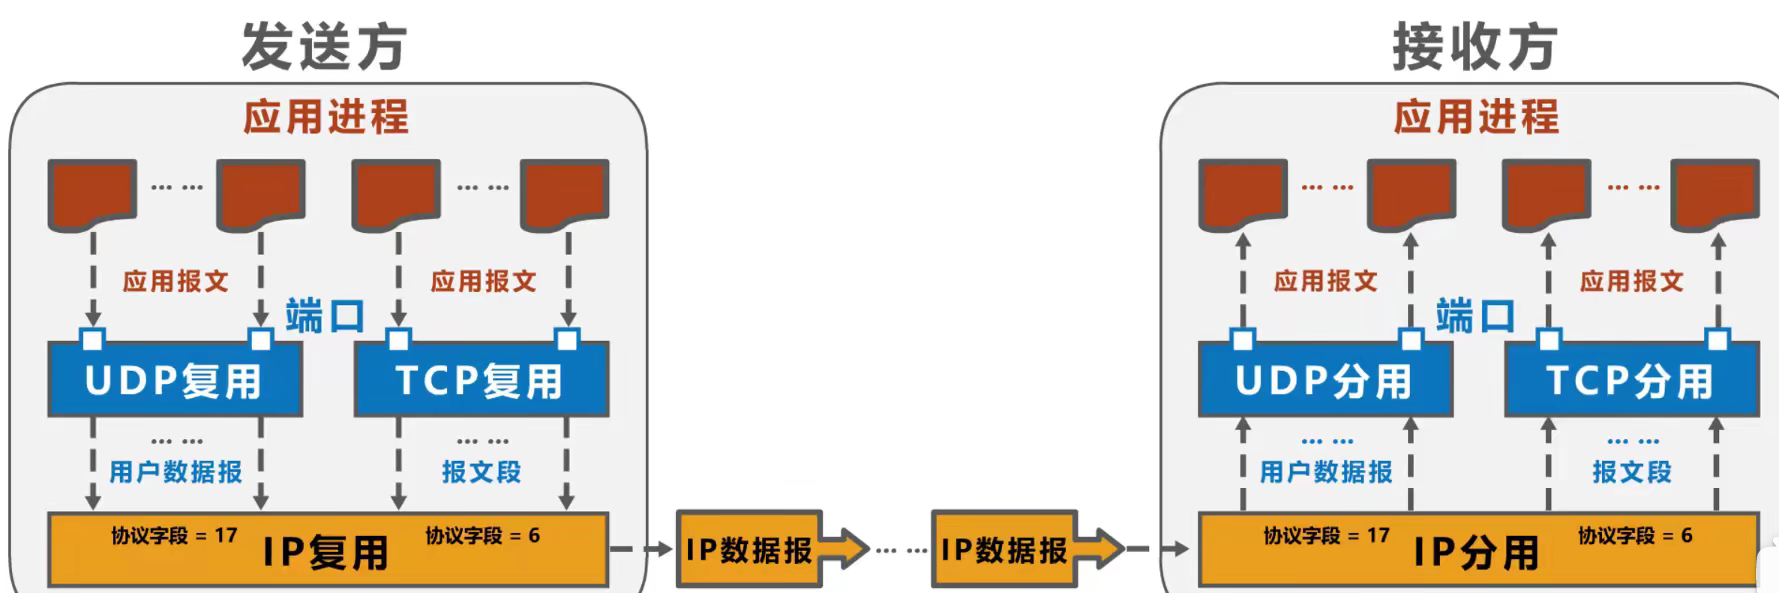 发送方
接收方
应用进程
应用进程
... ...
... ...
... ...
... ...
应用报文
应用报文
应用报文
应用报文
端口
端口
UDP复用
TCP复用
UDP分用
TCP分用
... ...
... ...
... ...
... ...
用户数据报
报文段
用户数据报
报文段
协议字段 = 17
协议字段 = 6
协议字段 = 17
协议字段 = 6
IP复用
IP数据报
... ...
IP数据报
IP分用